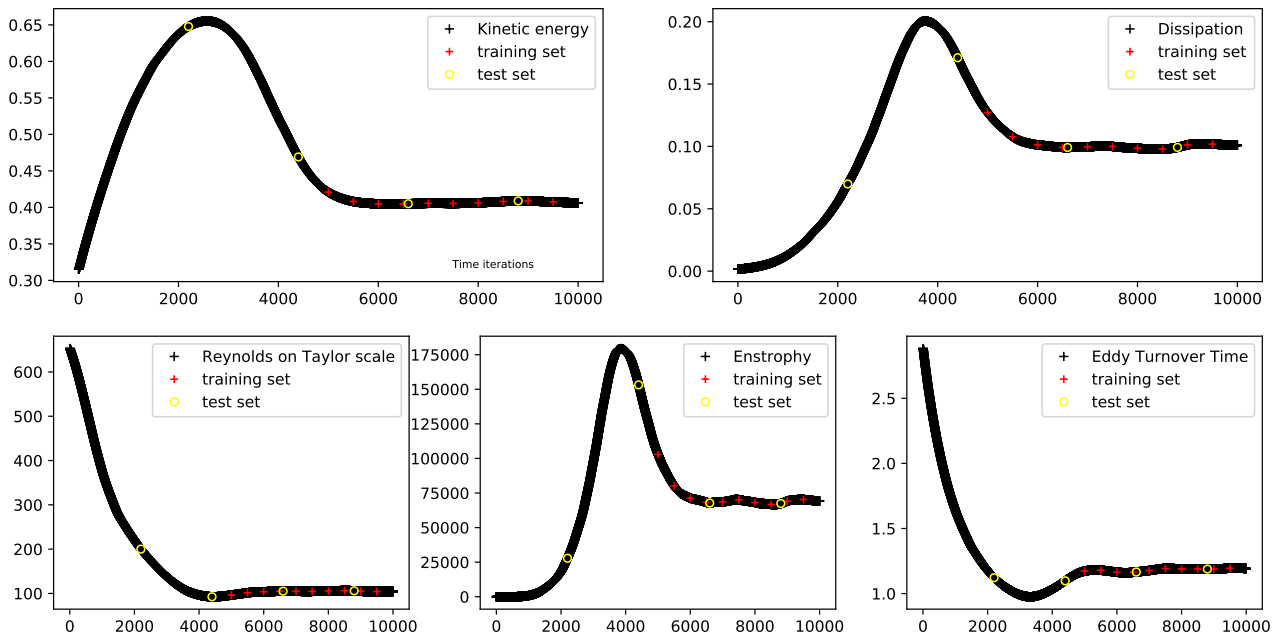 0.65
0.60
0.55
0.50
0.45
0.40
0.35
0.30
0 2000 4000 6000 8000 10000
Kinetic energy
training set
test set
Time iterations
0.20
0.15
0.10
0.05
0.00
0 2000 4000 6000 8000 10000
Dissipation
training set
test set
600
500
400
300
200
100
0 2000 4000 6000 8000 10000
Reynolds on Taylor scale
training set
test set
175000
150000
125000
100000
75000
50000
25000
0
0 2000 4000 6000 8000 10000
Enstrophy
training set
test set
2.5
2.0
1.5
1.0
0 2000 4000 6000 8000 10000
Eddy Turnover Time
training set
test set